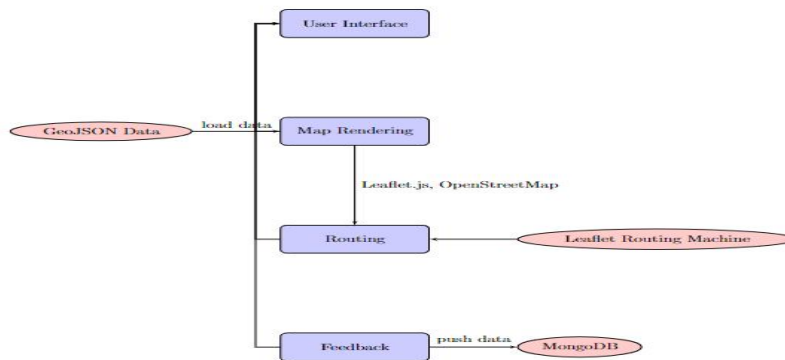 User Interface
GeoJSON Data
load data
Map Rendering
Leaflet.js, OpenStreetMap
Routing
Leaflet Routing Machine
Feedback
push data
MongoDB